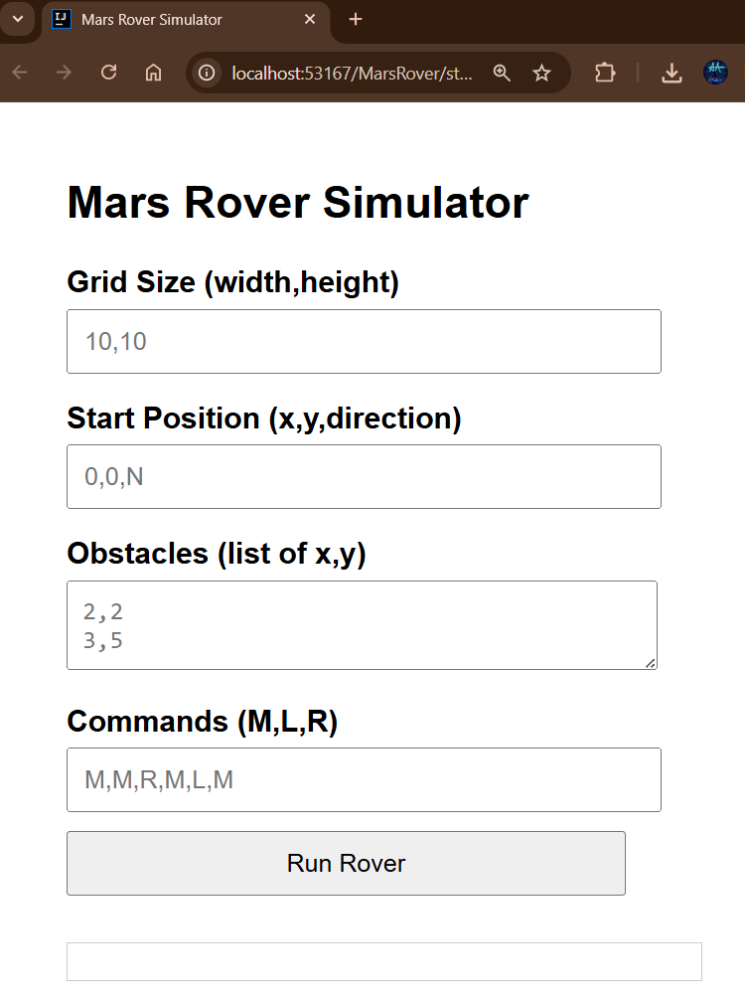 IJ
Mars Rover Simulator
localhost:53167/MarsRover/st...
Mars Rover Simulator
Grid Size (width,height)
10,10
Start Position (x,y,direction)
0,0,N
Obstacles (list of x,y)
2,2
3,5
Commands (M,L,R)
M,M,R,M,L,M
Run Rover